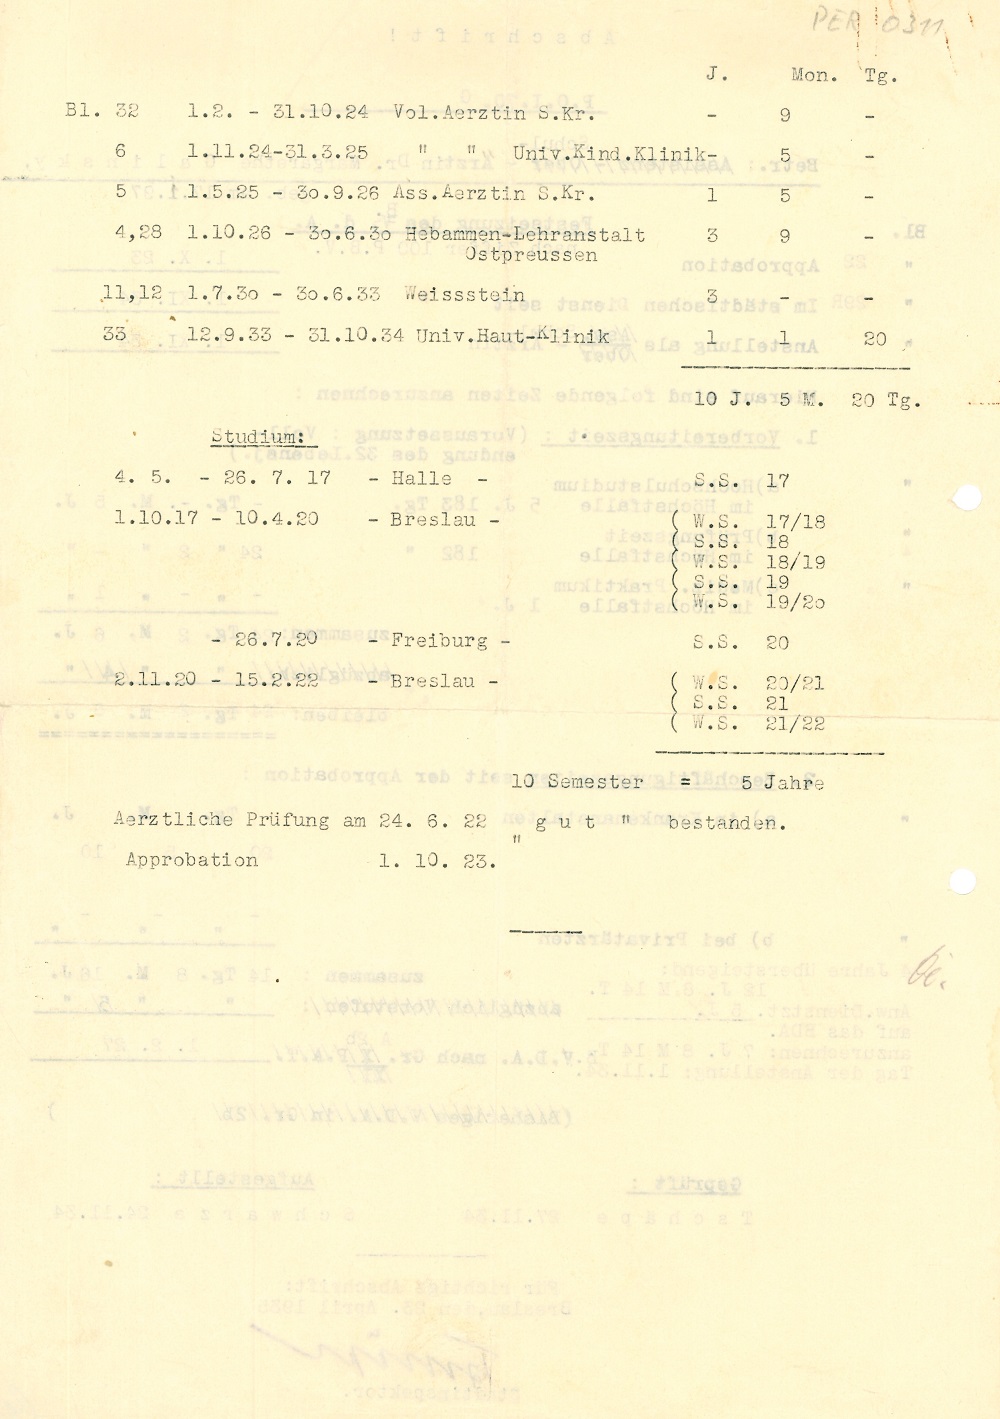 PER 0311
J. Mon. Tg.
Bl. 32 1.2. - 31.10.24 Vol.Aerztin S.Kr. - 9 -
6 1.11.24-31.3.25 " " Univ.Kind.Klinik- 5 -
5 1.5.25 - 3o.9.26 Ass.Aerztin S.Kr. 1 5 -
4,28 1.10.26 - 3o.6.3o Hebammen-Lehranstalt 3 9 -
Ostpreussen
11,12 1.7.3o - 3o.6.33 Weissstein 3 - -
33 12.9.33 - 31.10.34 Univ.Haut-Klinik 1 1 20
10 J. 5 M. 20 Tg.
Studium:
4. 5. - 26. 7. 17 - Halle - S.S. 17
1.10.17 - 10.4.20 - Breslau - ( W.S. 17/18
( S.S. 18
( W.S. 18/19
( S.S. 19
( W.S. 19/2o
- 26.7.20 - Freiburg - S.S. 20
2.11.20 - 15.2.22 - Breslau - ( W.S. 2o/21
( S.S. 21
( W.S. 21/22
10 Semester = 5 Jahre
Aerztliche Prüfung am 24. 6. 22 " g u t " bestanden.
Approbation 1. 10. 23.